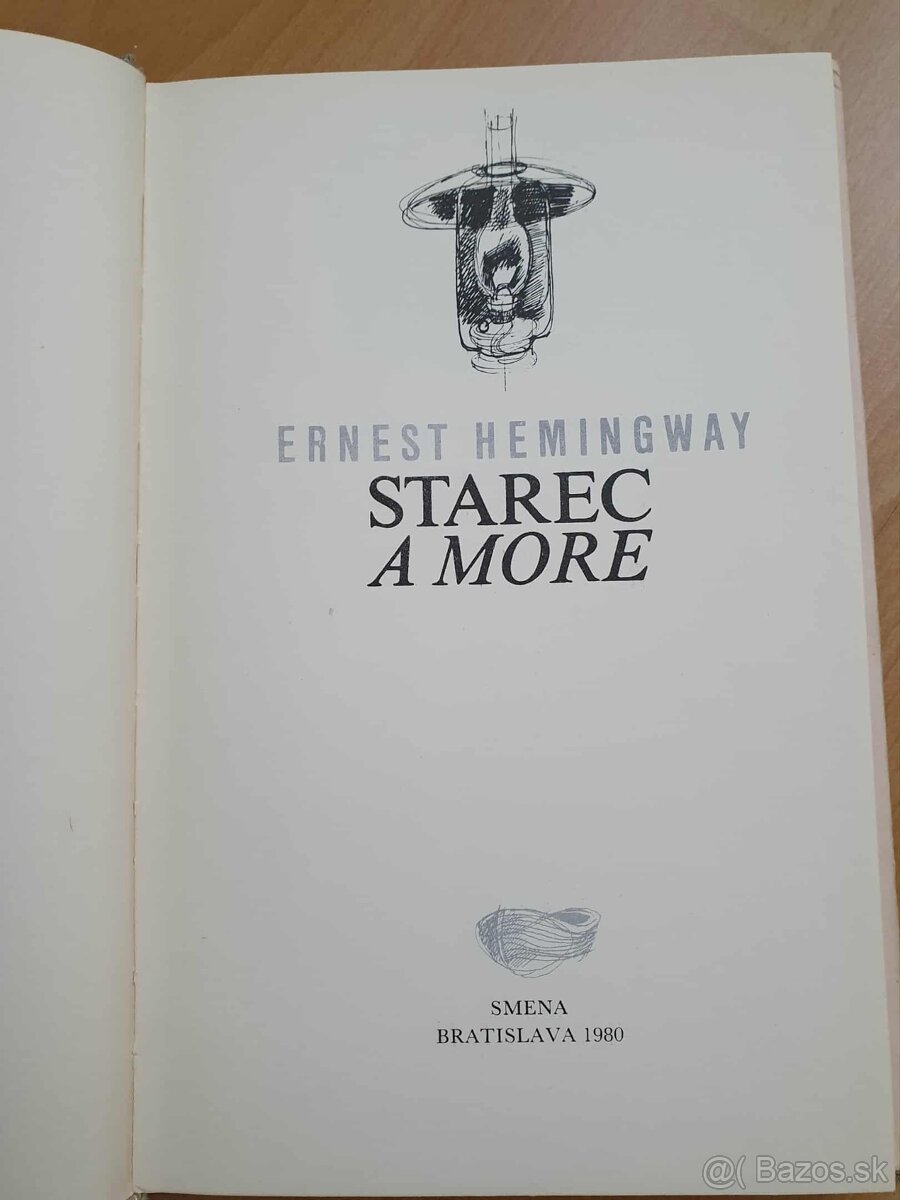 ERNEST HEMINGWAY
STAREC
A MORE
SMENA
BRATISLAVA 1980
@( Bazos.sk